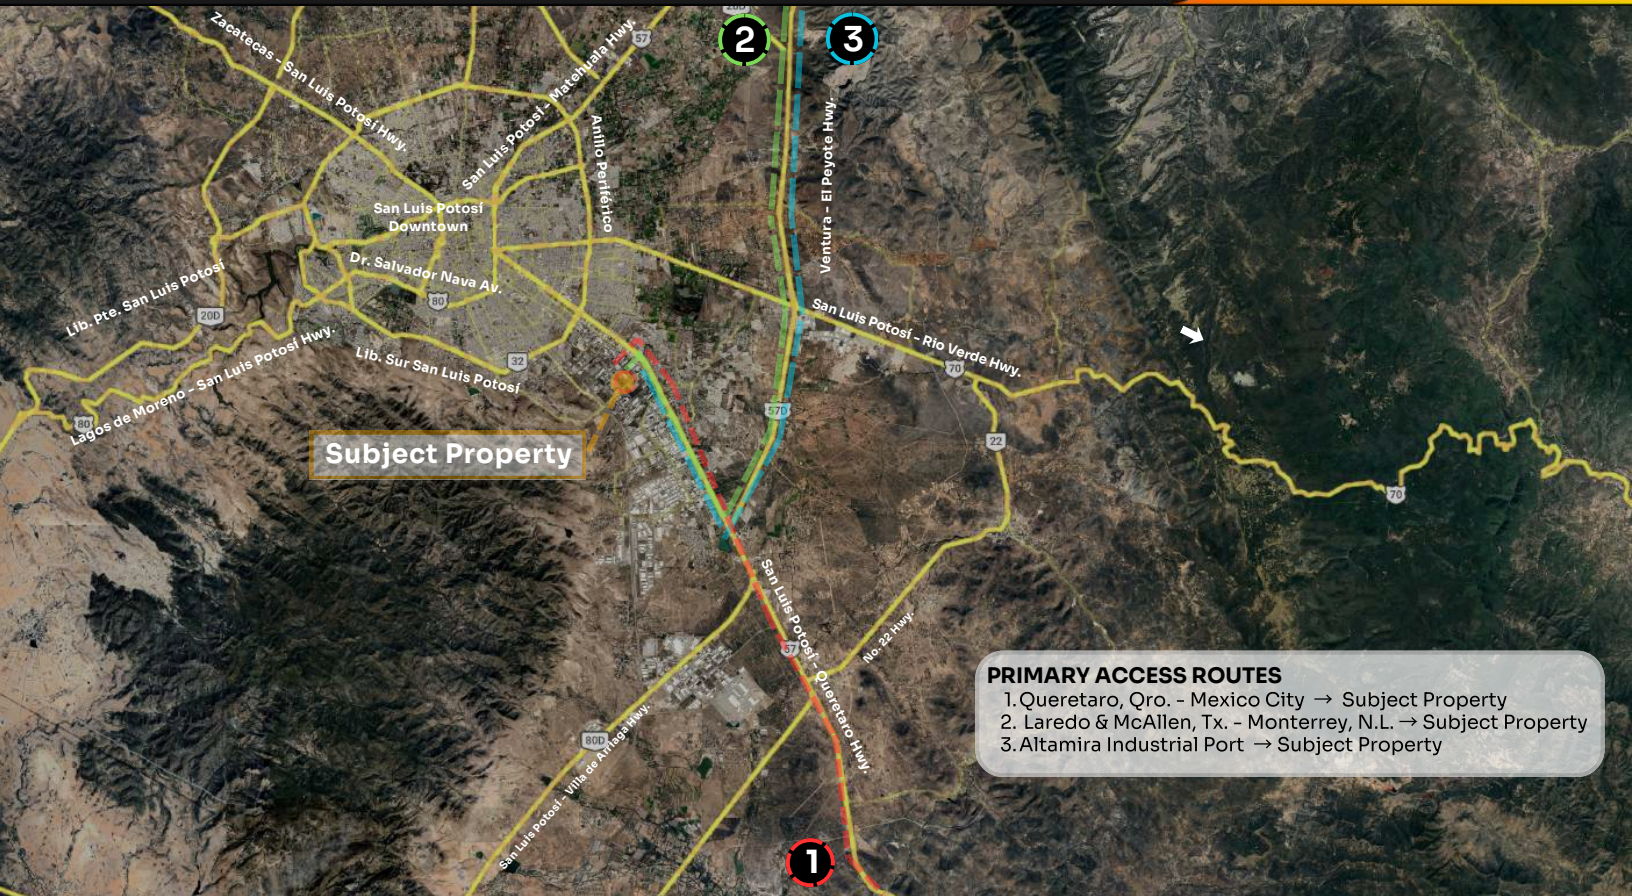 2
3
57
Zacatecas - San Luis Potosí Hwy.
San Luis Potosí - Matehuala Hwy.
Anillo Periférico
Ventura - El Peyote Hwy.
San Luis Potosí
Downtown
Dr. Salvador Nava Av.
80
Lib. Pte. San Luis Potosí
20D
San Luis Potosí - Rio Verde Hwy.
70
Lagos de Moreno - San Luis Potosí Hwy.
80
Lib. Sur San Luis Potosí
32
57D
22
Subject Property
70
San Luis Potosí - Queretaro Hwy.
57
No. 22 Hwy.
80D
San Luis Potosí - Villa de Arriaga Hwy.
PRIMARY ACCESS ROUTES
1. Queretaro, Qro. - Mexico City → Subject Property
2. Laredo & McAllen, Tx. - Monterrey, N.L. → Subject Property
3. Altamira Industrial Port → Subject Property
1